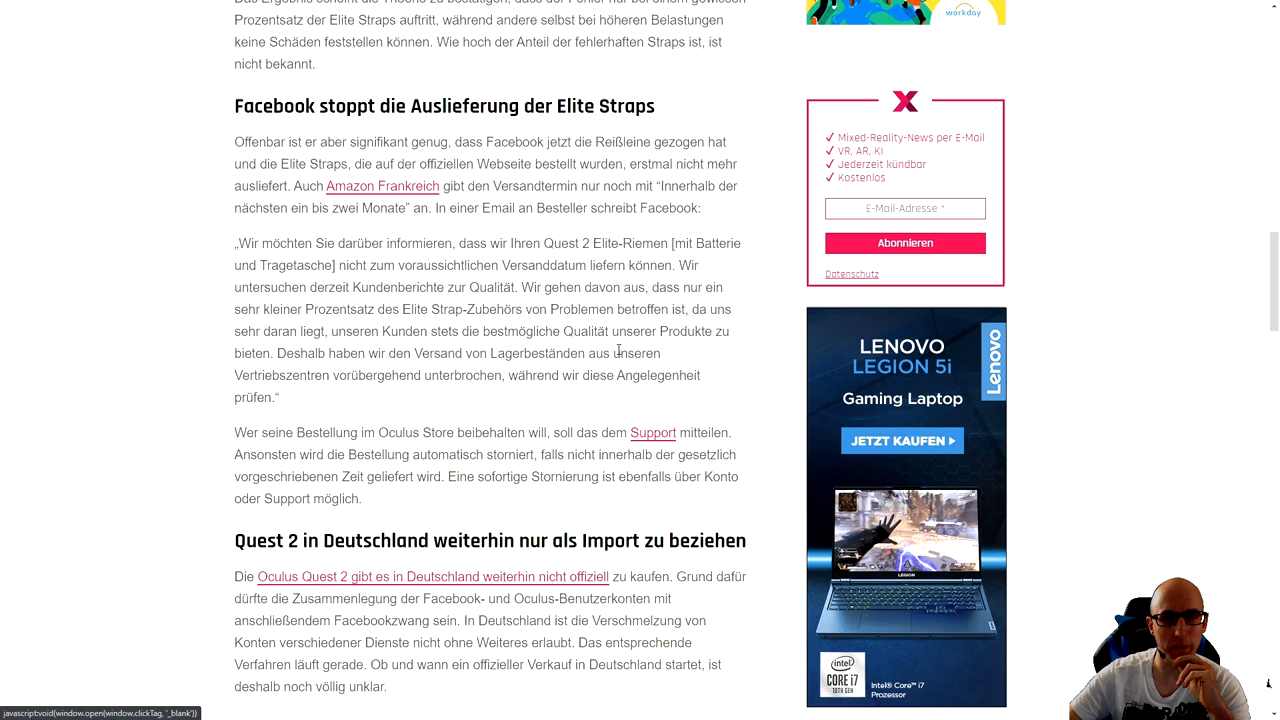 Das Ergebnis scheint die Theorie zu bestätigen, dass der Fehler nur bei einem gewissen
Prozentsatz der Elite Straps auftritt, während andere selbst bei höheren Belastungen
keine Schäden feststellen können. Wie hoch der Anteil der fehlerhaften Straps ist, ist
nicht bekannt.
Facebook stoppt die Auslieferung der Elite Straps
Offenbar ist er aber signifikant genug, dass Facebook jetzt die Reißleine gezogen hat
und die Elite Straps, die auf der offiziellen Webseite bestellt wurden, erstmal nicht mehr
ausliefert. Auch Amazon Frankreich gibt den Versandtermin nur noch mit “Innerhalb der
nächsten ein bis zwei Monate” an. In einer Email an Besteller schreibt Facebook:
„Wir möchten Sie darüber informieren, dass wir Ihren Quest 2 Elite-Riemen [mit Batterie
und Tragetasche] nicht zum voraussichtlichen Versanddatum liefern können. Wir
untersuchen derzeit Kundenberichte zur Qualität. Wir gehen davon aus, dass nur ein
sehr kleiner Prozentsatz des Elite Strap-Zubehörs von Problemen betroffen ist, da uns
sehr daran liegt, unseren Kunden stets die bestmögliche Qualität unserer Produkte zu
bieten. Deshalb haben wir den Versand von Lagerbeständen aus unseren
Vertriebszentren vorübergehend unterbrochen, während wir diese Angelegenheit
prüfen.“
Wer seine Bestellung im Oculus Store beibehalten will, soll das dem Support mitteilen.
Ansonsten wird die Bestellung automatisch storniert, falls nicht innerhalb der gesetzlich
vorgeschriebenen Zeit geliefert wird. Eine sofortige Stornierung ist ebenfalls über Konto
oder Support möglich.
Quest 2 in Deutschland weiterhin nur als Import zu beziehen
Die Oculus Quest 2 gibt es in Deutschland weiterhin nicht offiziell zu kaufen. Grund dafür
dürfte die Zusammenlegung der Facebook- und Oculus-Benutzerkonten mit
anschließendem Facebookzwang sein. In Deutschland ist die Verschmelzung von
Konten verschiedener Dienste nicht ohne Weiteres erlaubt. Das entsprechende
Verfahren läuft gerade. Ob und wann ein offizieller Verkauf in Deutschland startet, ist
deshalb noch völlig unklar.
workday
X
✓ Mixed-Reality-News per E-Mail
✓ VR, AR, KI
✓ Jederzeit kündbar
✓ Kostenlos
E-Mail-Adresse *
Abonnieren
Datenschutz
LENOVO
LEGION 5i
Lenovo
Gaming Laptop
JETZT KAUFEN
LEGION
intel
CORE i7
10TH GEN
Intel® Core™ i7
Prozessor
javascript:void(window.open(window.clickTag, '_blank'))